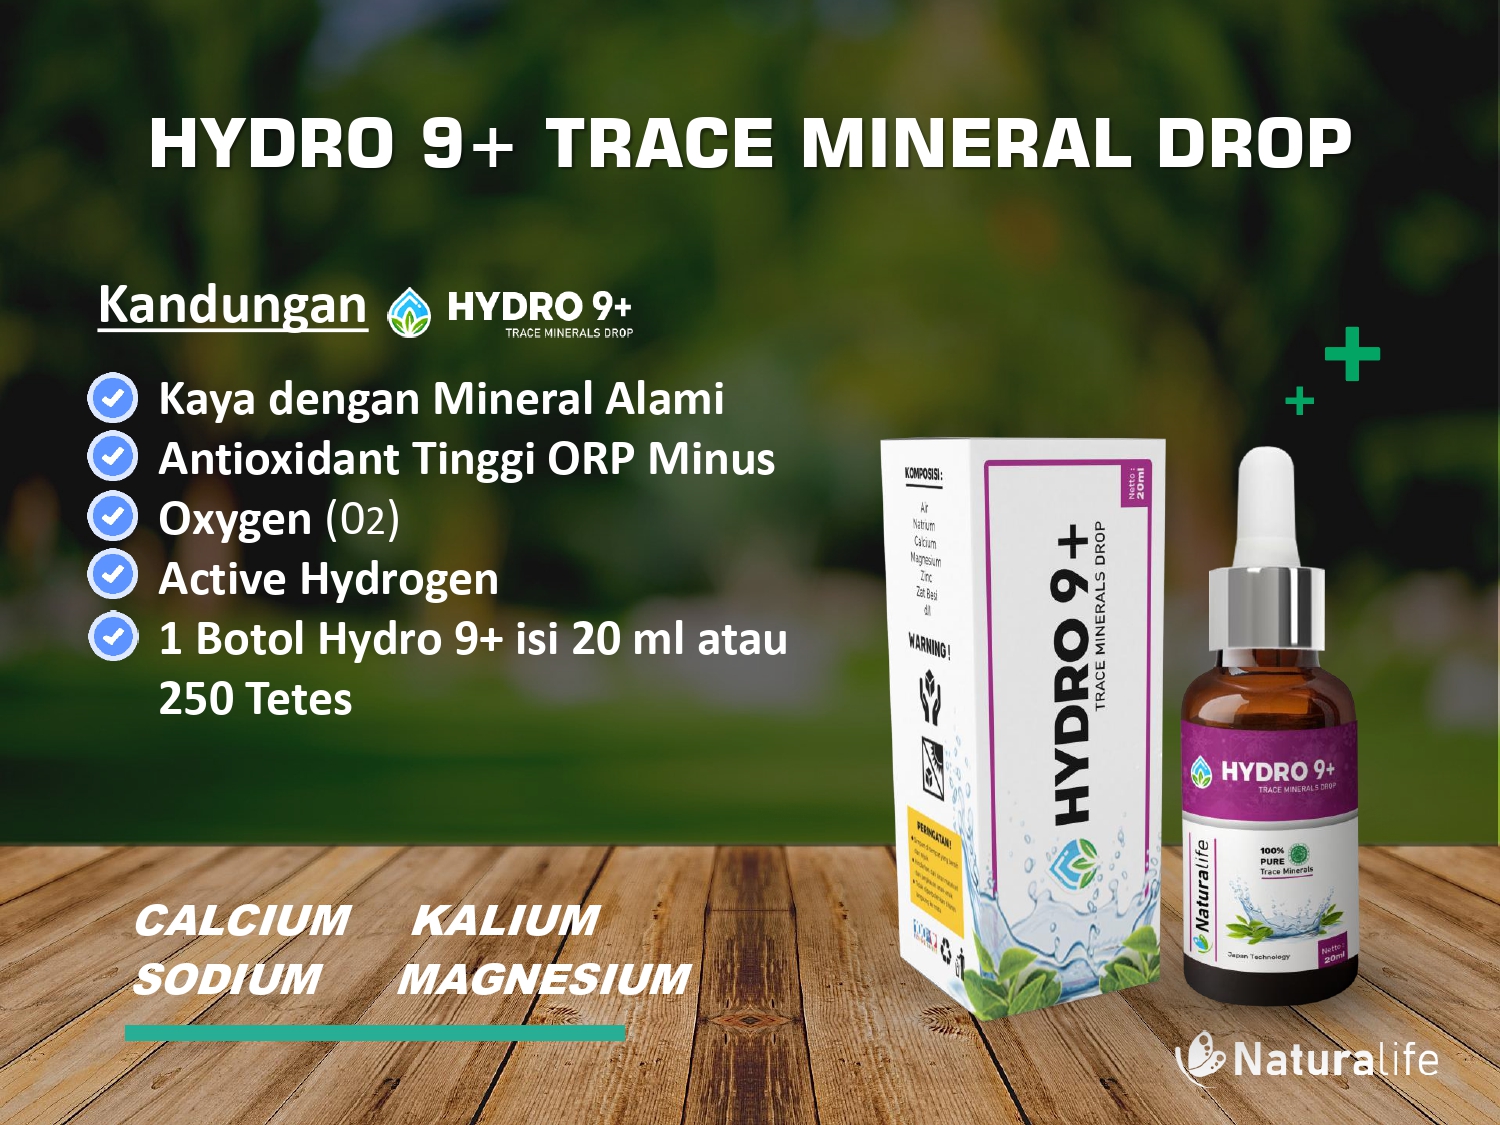 HYDRO 9+ TRACE MINERAL DROP
Kandungan HYDRO 9+
TRACE MINERALS DROP
Kaya dengan Mineral Alami
Antioxidant Tinggi ORP Minus
Oxygen (02)
Active Hydrogen
1 Botol Hydro 9+ isi 20 ml atau
250 Tetes
CALCIUM KALIUM
SODIUM MAGNESIUM
KOMPOSISI :
Air
Natrium
Calcium
Magnesium
Zinc
Zat Besi
dll
WARNING !
PERINGATAN !
Netto :
20ml
HYDRO 9+
TRACE MINERALS DROP
HYDRO 9+
TRACE MINERALS DROP
Naturalife
100%
PURE
Trace Minerals
Japan Technology
Netto :
20ml
Naturalife